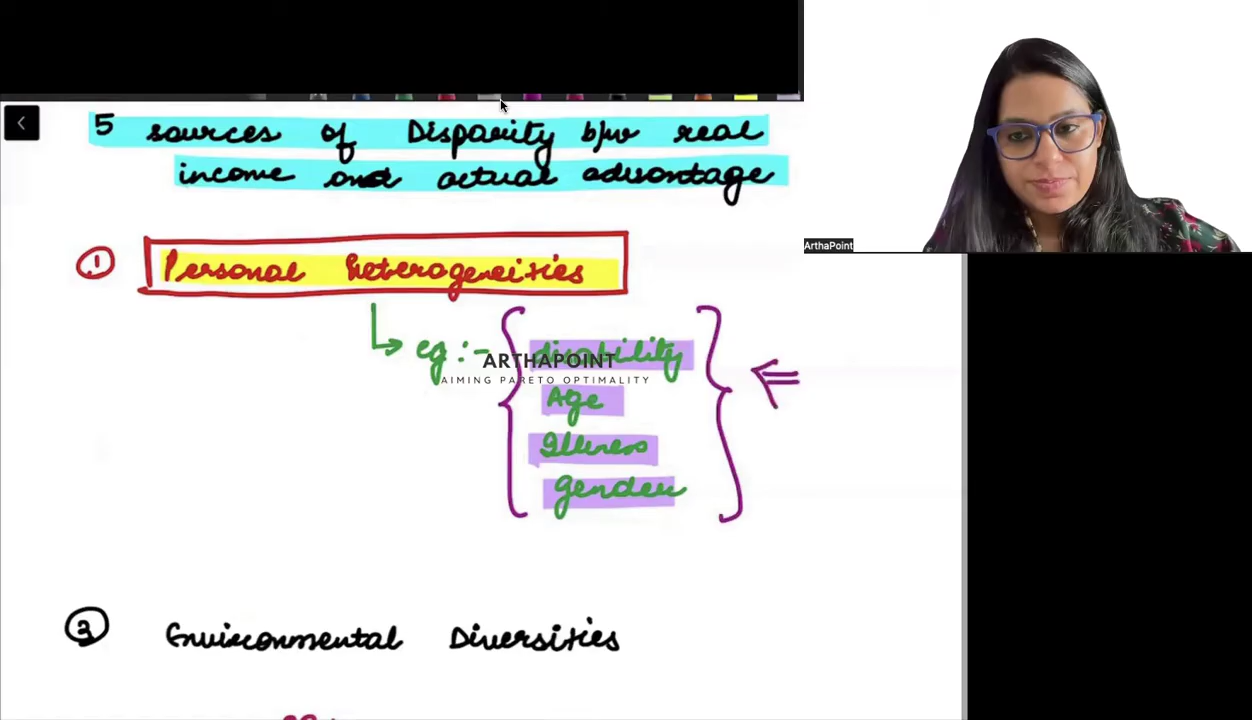 5 sources of Disparity b/w real
income and actual advantage
① Personal heterogeneities
eg :- disability
Age
Illness
gender
ARTHAPOINT
AIMING PARETO OPTIMALITY
② Environmental Diversities
ArthaPoint